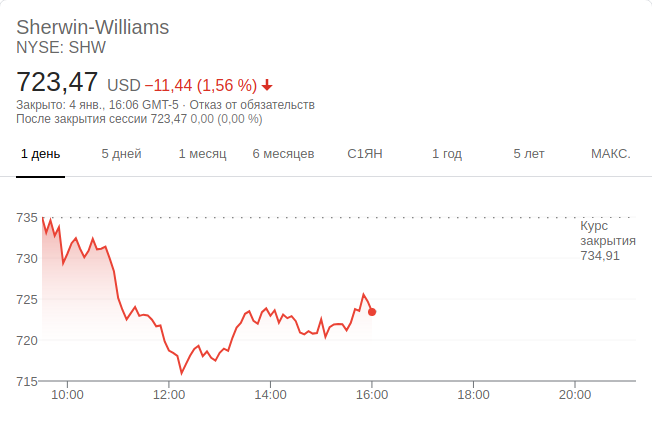 Sherwin-Williams
NYSE: SHW
723,47 USD −11,44 (1,56 %)
Закрыто: 4 янв., 16:06 GMT-5 · Отказ от обязательств
После закрытия сессии 723,47 0,00 (0,00 %)
1 день 5 дней 1 месяц 6 месяцев С1ЯН 1 год 5 лет МАКС.
735
Курс
закрытия
734,91
730
725
720
715
10:00 12:00 14:00 16:00 18:00 20:00